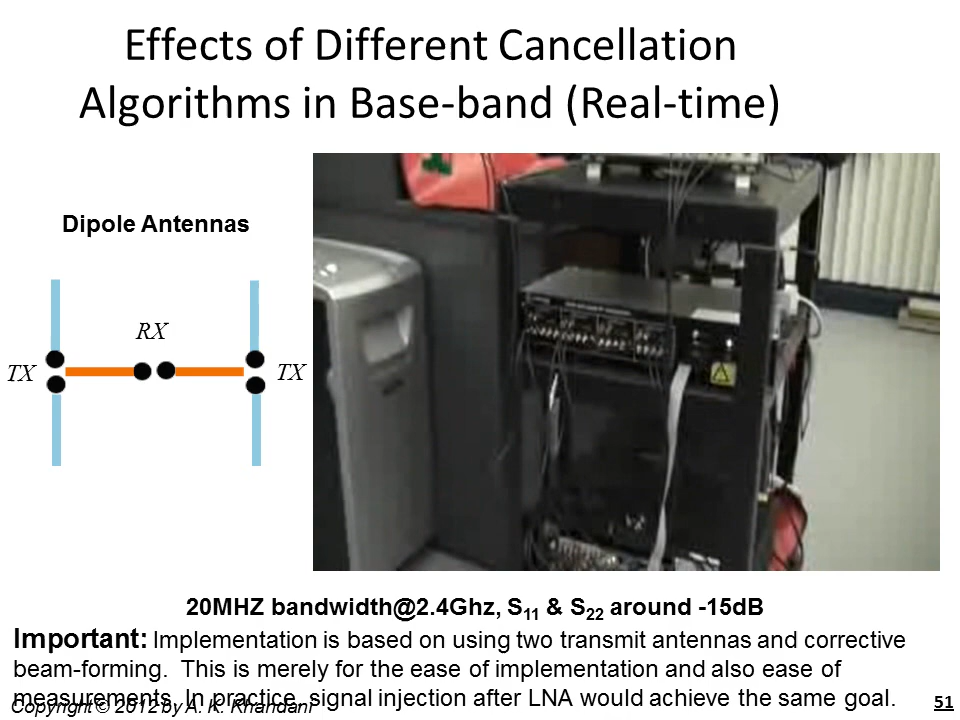 Effects of Different Cancellation
Algorithms in Base-band (Real-time)
Dipole Antennas
RX
TX
TX
20MHZ bandwidth@2.4Ghz, S11 & S22 around -15dB
Important: Implementation is based on using two transmit antennas and corrective
beam-forming. This is merely for the ease of implementation and also ease of
measurements. In practice, signal injection after LNA would achieve the same goal.
Copyright © 2012 by A. K. Khandani
51